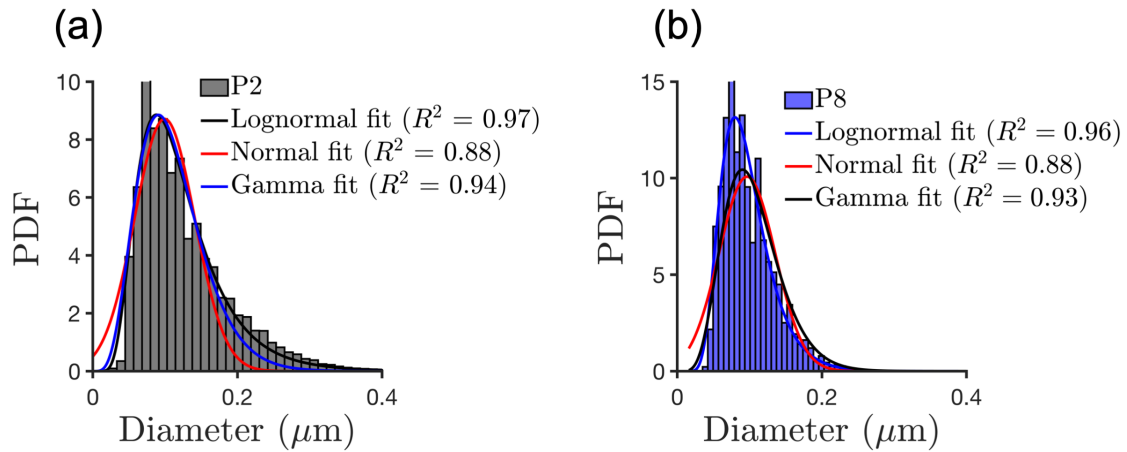 (a)
PDF
10
8
6
4
2
0
P2
Lognormal fit (R² = 0.97)
Normal fit (R² = 0.88)
Gamma fit (R² = 0.94)
0 0.2 0.4
Diameter (μm)
(b)
PDF
15
10
5
0
P8
Lognormal fit (R² = 0.96)
Normal fit (R² = 0.88)
Gamma fit (R² = 0.93)
0 0.2 0.4
Diameter (μm)